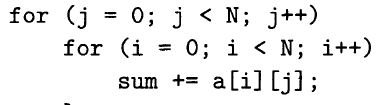 for (j = 0; j < N; j++)
    for (i = 0; i < N; i++)
        sum += a[i][j];